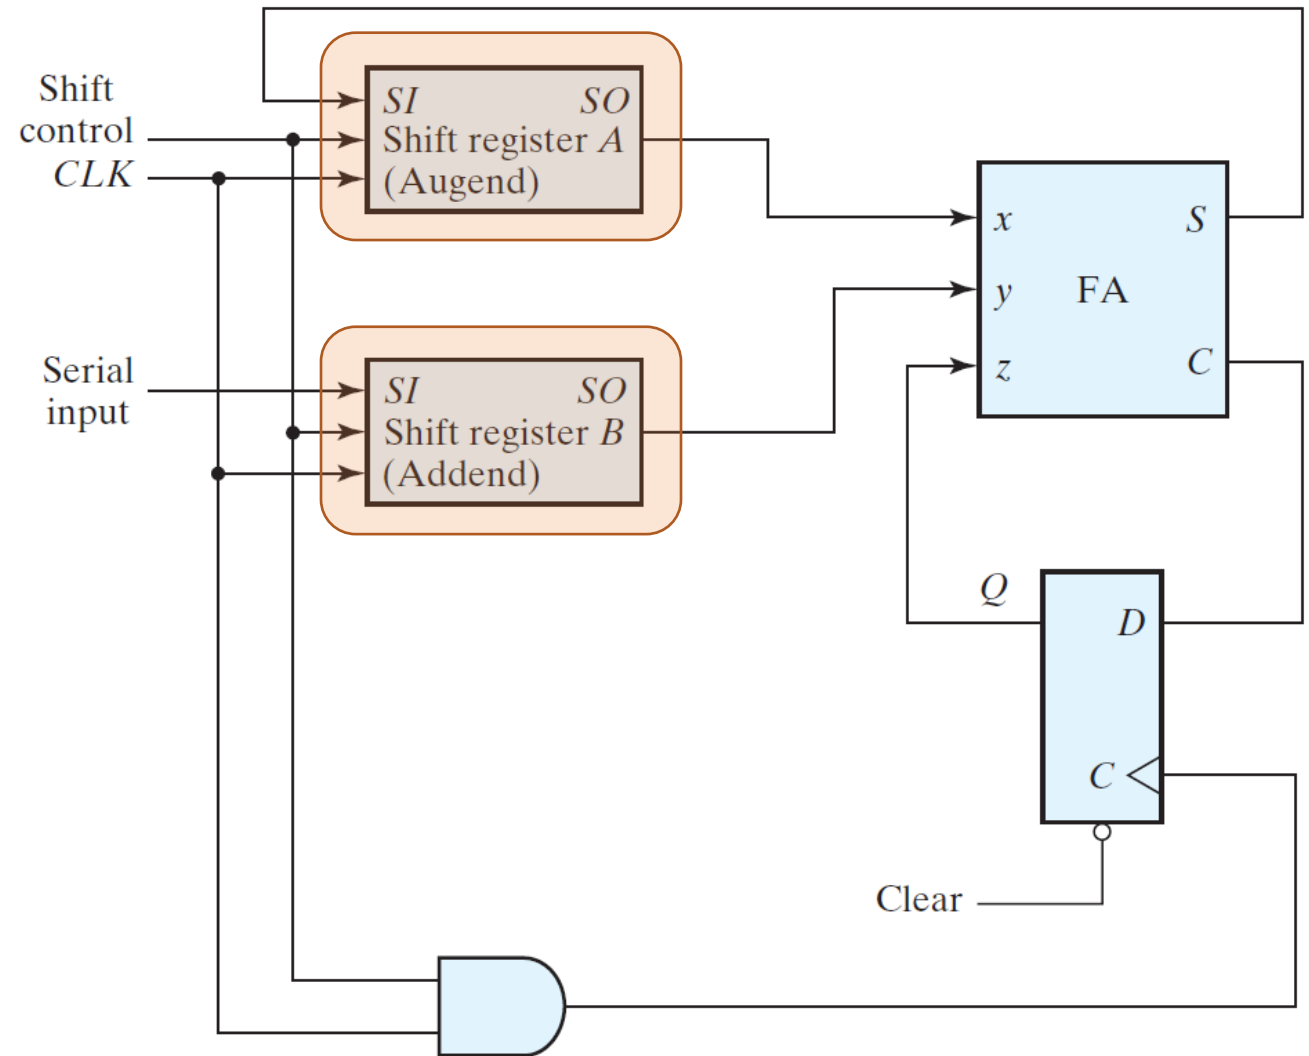 Shift
control
CLK
SI SO
Shift register A
(Augend)
Serial
input
SI SO
Shift register B
(Addend)
x S
y FA
z C
Q
D
C
Clear